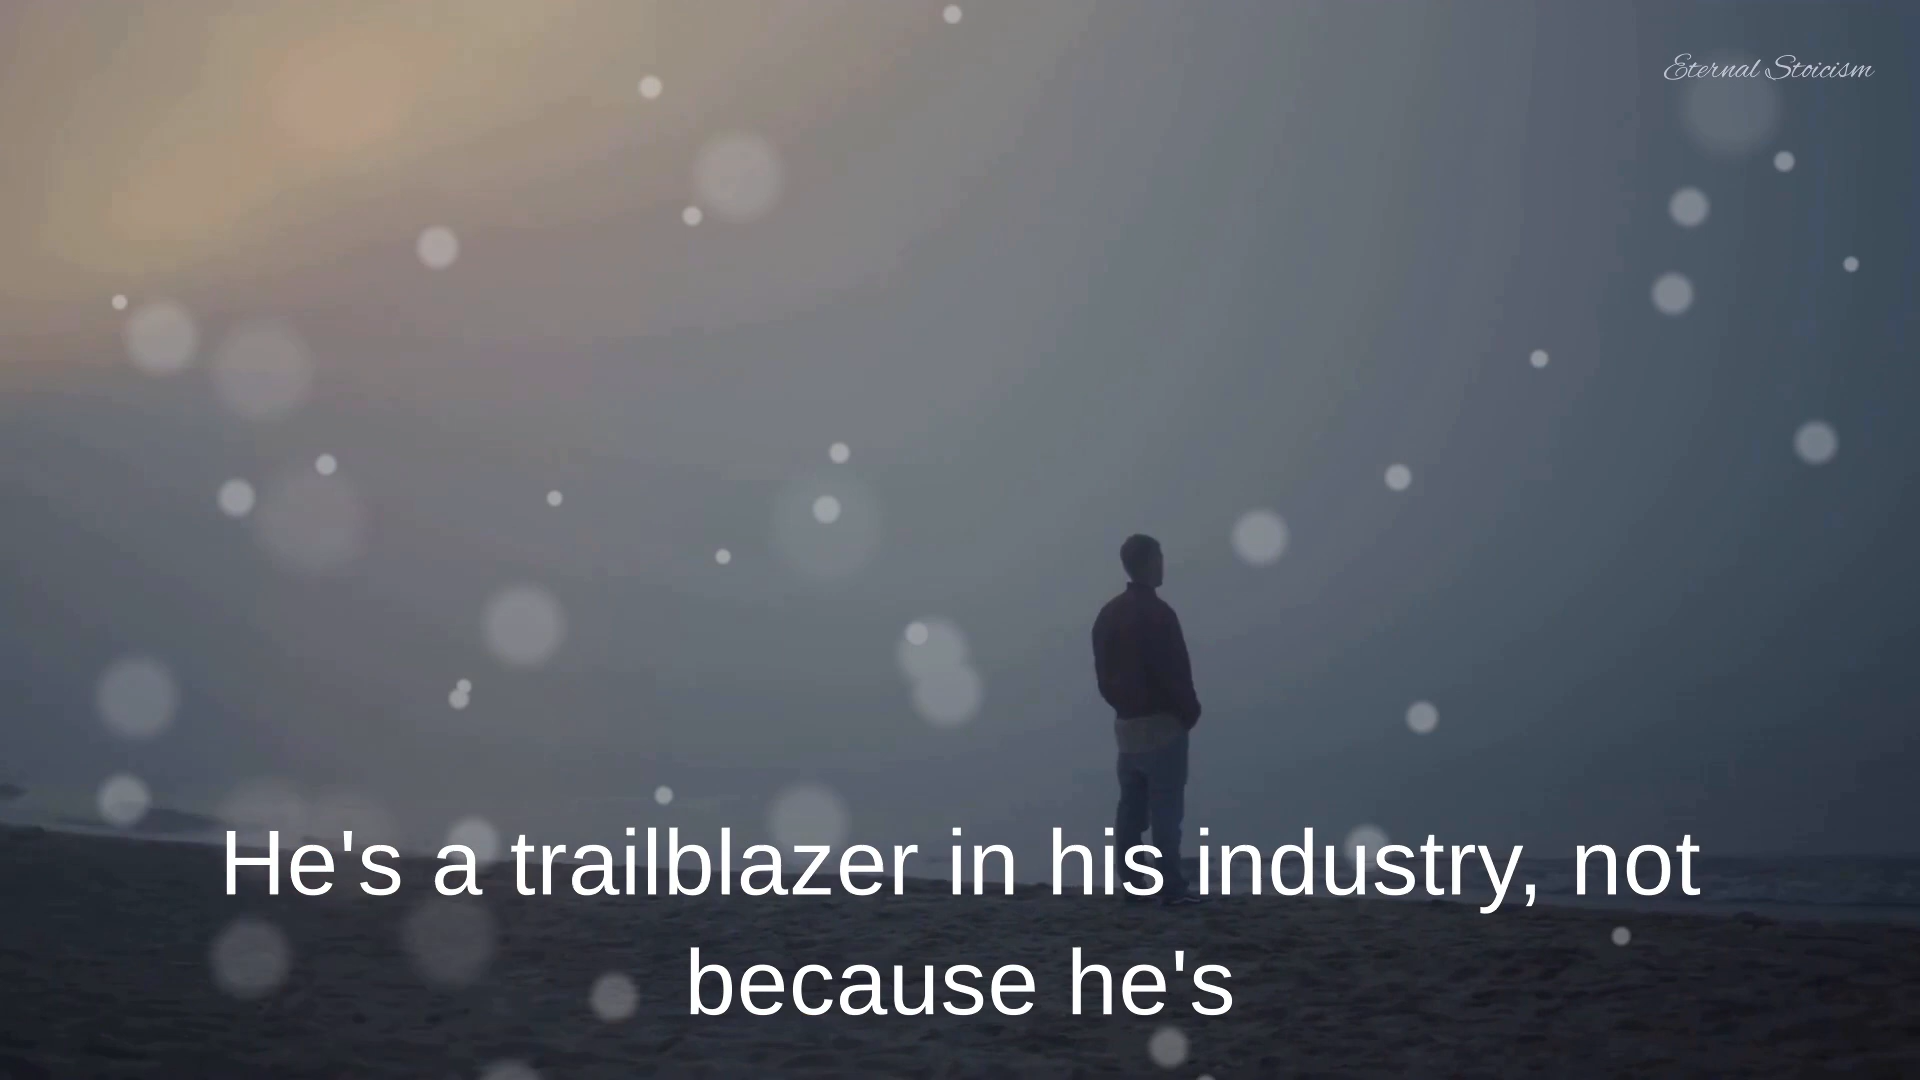 Eternal Stoicism
He's a trailblazer in his industry, not
because he's